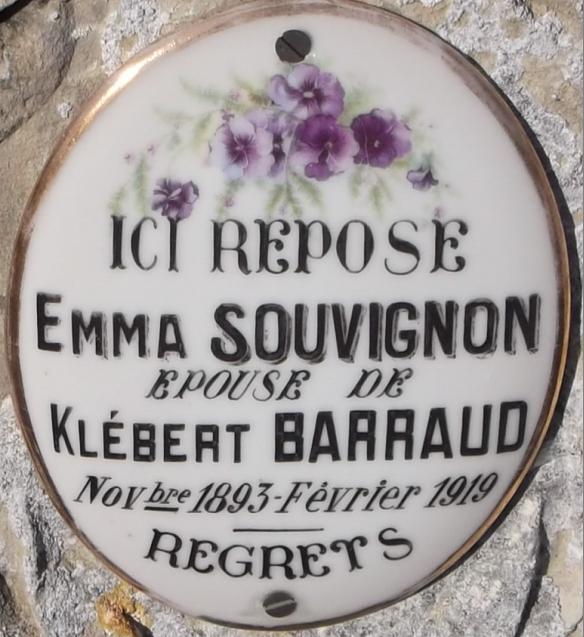 ICI REPOSE
EMMA SOUVIGNON
EPOUSE DE
KLÉBERT BARRAUD
Novbre 1893-Février 1919
REGRETS